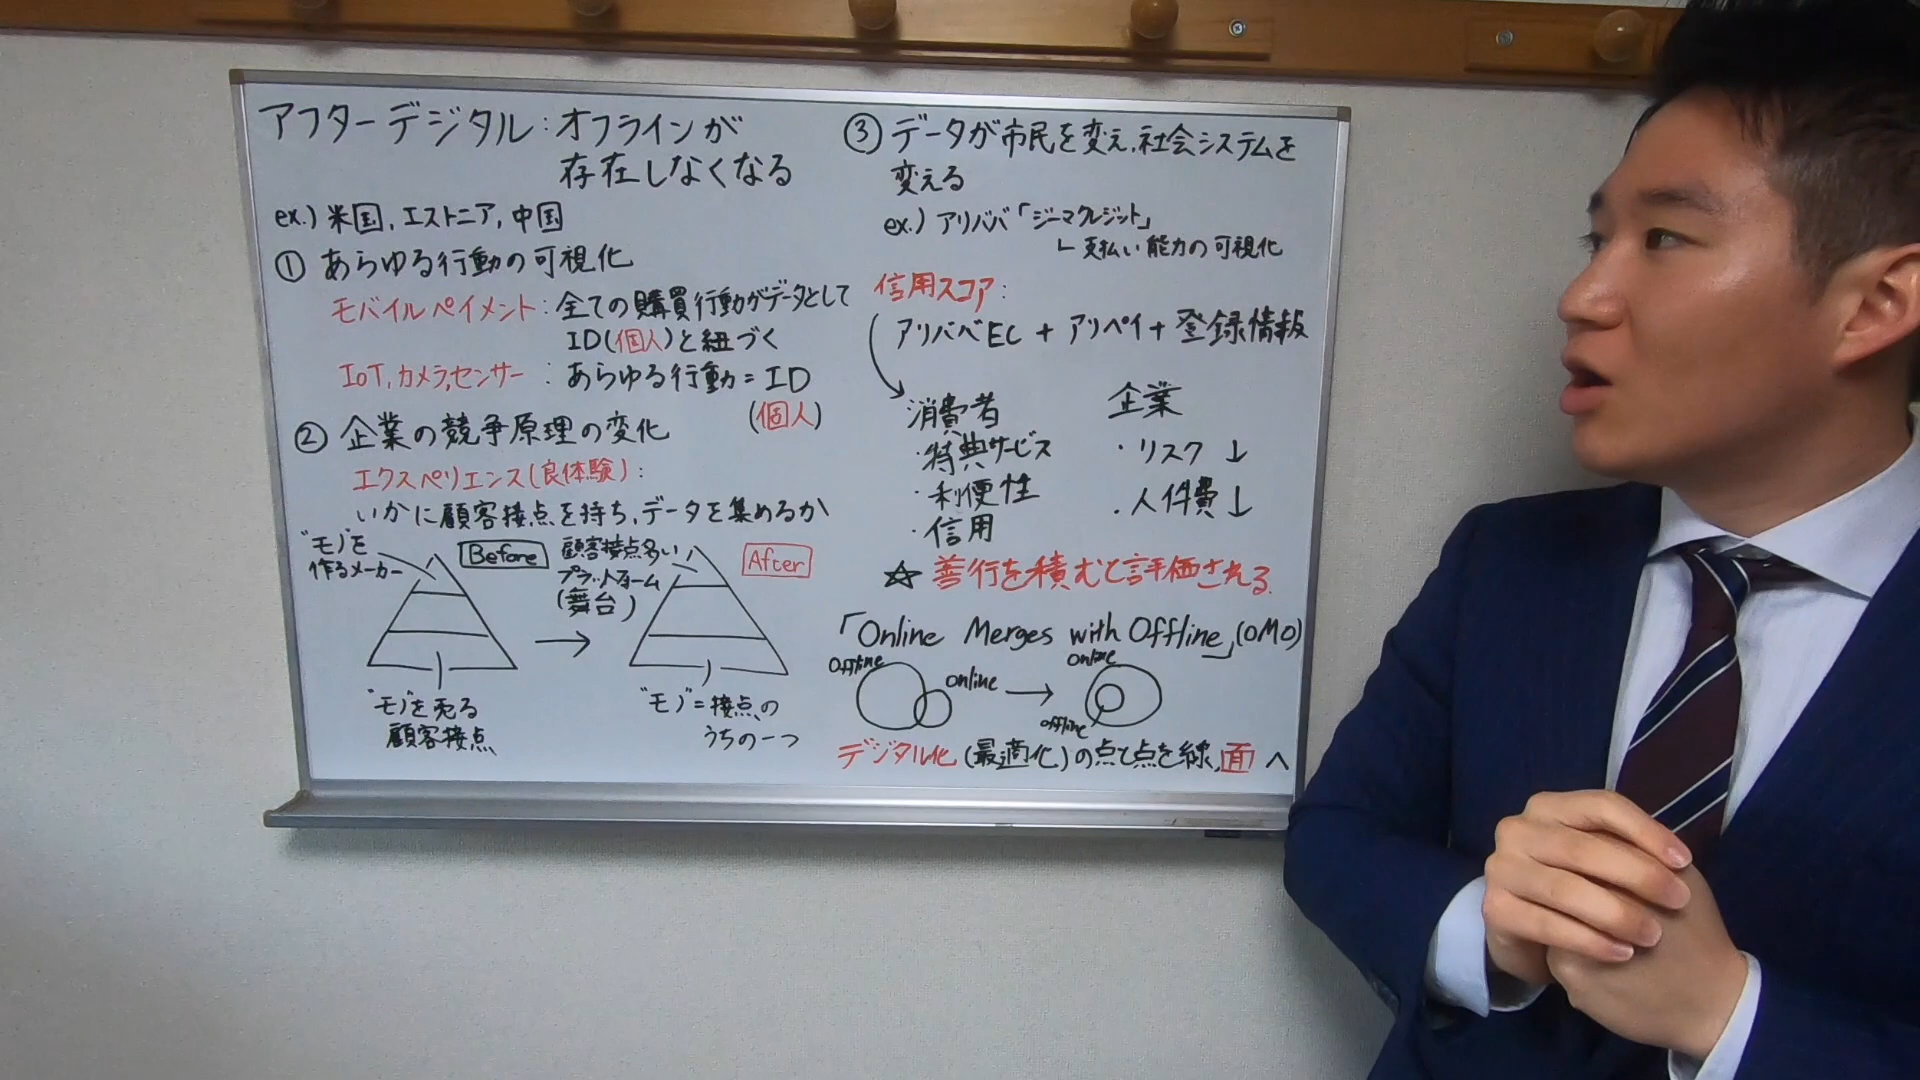 アフターデジタル:オフラインが
存在しなくなる
ex.) 米国, エストニア, 中国
① あらゆる行動の可視化
モバイルペイメント: 全ての購買行動がデータとして
ID(個人)と紐づく
IoT,カメラ,センサー : あらゆる行動=ID
(個人)
② 企業の競争原理の変化
エクスペリエンス(良体験):
いかに顧客接点を持ち,データを集めるか
"モノ"を
作るメーカー
Before
"モノ"を売る
顧客接点
顧客接点多い
プラットフォーム
(舞台)
After
"モノ"=接点の
うちの一つ
③ データが市民を変え,社会システムを
変える
ex.) アリババ「ジーマクレジット」
支払い能力の可視化
信用スコア:
アリババEC + アリペイ + 登録情報
消費者
・特典サービス
・利便性
・信用
企業
・リスク ↓
・人件費 ↓
☆ 善行を積むと評価される.
「Online Merges with Offline」(OMO)
Offline
online
→
online
offline
デジタル化(最適化)の点と点を線,面へ